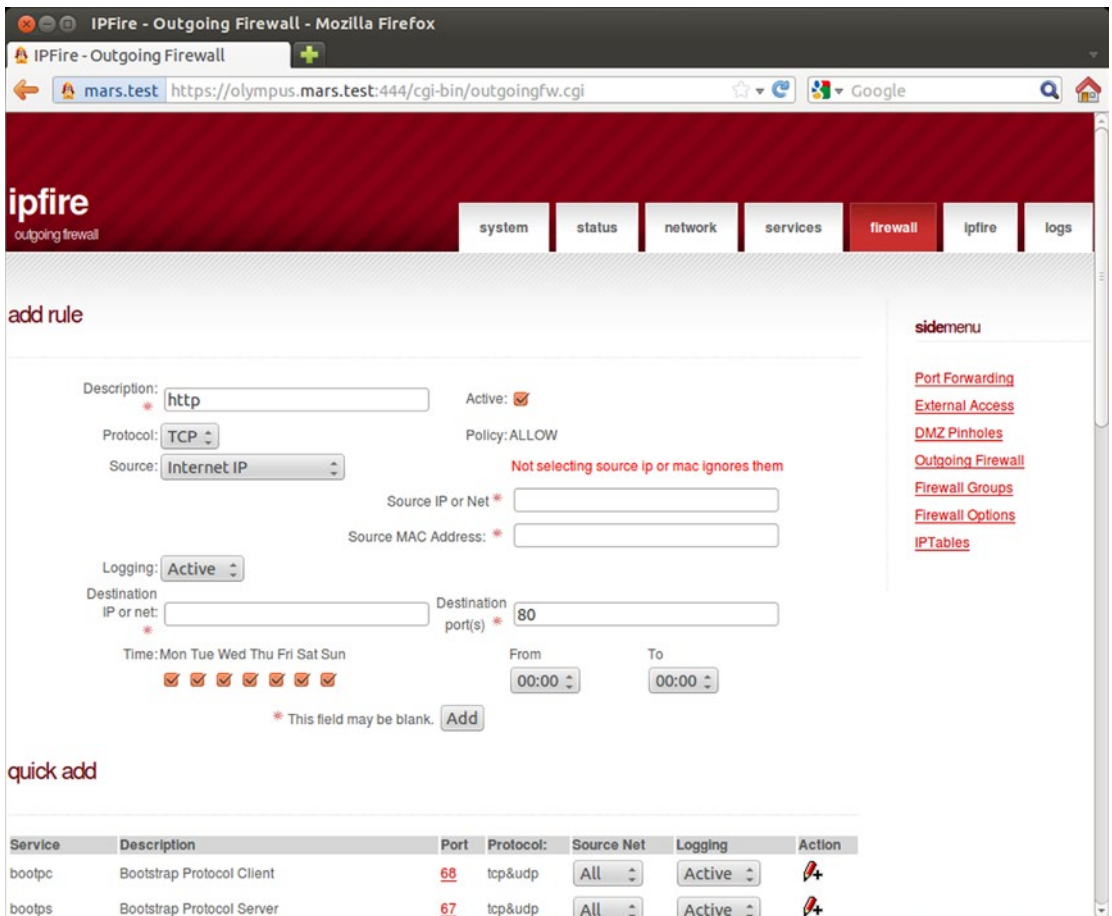 IPFire - Outgoing Firewall - Mozilla Firefox
IPFire - Outgoing Firewall
mars.test https://olympus.mars.test:444/cgi-bin/outgoingfw.cgi Google
ipfire
outgoing firewall
system status network services firewall ipfire logs
add rule
sidemenu
Port Forwarding
External Access
DMZ Pinholes
Outgoing Firewall
Firewall Groups
Firewall Options
IPTables
Description: * http Active:
Protocol: TCP Policy: ALLOW
Source: Internet IP Not selecting source ip or mac ignores them
Source IP or Net *
Source MAC Address: *
Logging: Active
Destination IP or net: *
Destination port(s) * 80
Time: Mon Tue Wed Thu Fri Sat Sun From To
00:00 00:00
* This field may be blank. Add
quick add
Service Description Port Protocol: Source Net Logging Action
bootpc Bootstrap Protocol Client 68 tcp&udp All Active
bootps Bootstrap Protocol Server 67 tcp&udp All Active